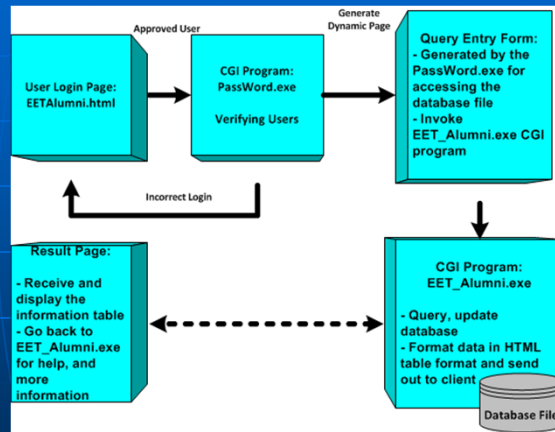 Approved User
Generate
Dynamic Page
User Login Page:
EETAlumni.html
CGI Program:
PassWord.exe
Verifying Users
Query Entry Form:
- Generated by the
PassWord.exe for
accessing the
database file
- Invoke
EET_Alumni.exe CGI
program
Incorrect Login
Result Page:
- Receive and
display the
information table
- Go back to
EET_Alumni.exe
for help, and
more
information
CGI Program:
EET_Alumni.exe
- Query, update
database
- Format data in HTML
table format and send
out to client
Database File